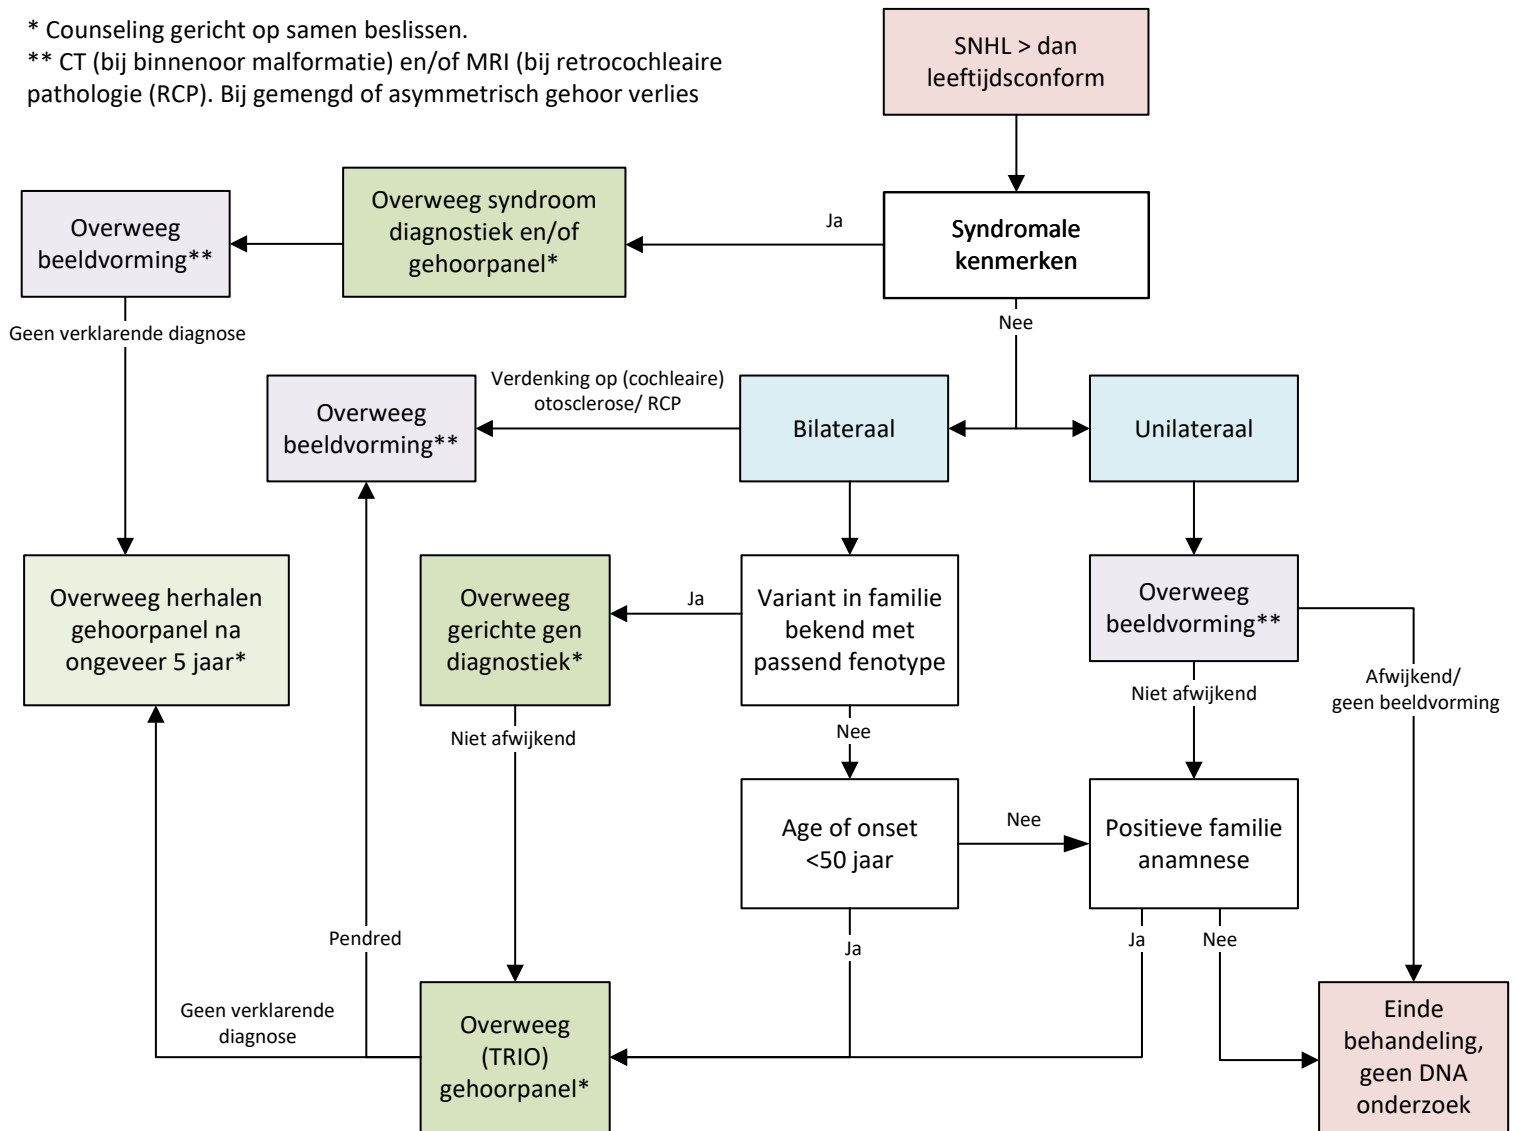 * Counseling gericht op samen beslissen.
** CT (bij binnenoor malformatie) en/of MRI (bij retrocochleaire
pathologie (RCP). Bij gemengd of asymmetrisch gehoor verlies
SNHL > dan
leeftijdsconform
Syndromale
kenmerken
Ja
Overweeg syndroom
diagnostiek en/of
gehoorpanel*
Overweeg
beeldvorming**
Geen verklarende diagnose
Nee
Bilateraal
Unilateraal
Verdenking op (cochleaire)
otosclerose/ RCP
Overweeg
beeldvorming**
Overweeg herhalen
gehoorpanel na
ongeveer 5 jaar*
Overweeg
gerichte gen
diagnostiek*
Ja
Variant in familie
bekend met
passend fenotype
Overweeg
beeldvorming**
Niet afwijkend
Afwijkend/
geen beeldvorming
Niet afwijkend
Nee
Age of onset
<50 jaar
Nee
Positieve familie
anamnese
Pendred
Ja
Ja
Nee
Geen verklarende
diagnose
Overweeg
(TRIO)
gehoorpanel*
Einde
behandeling,
geen DNA
onderzoek